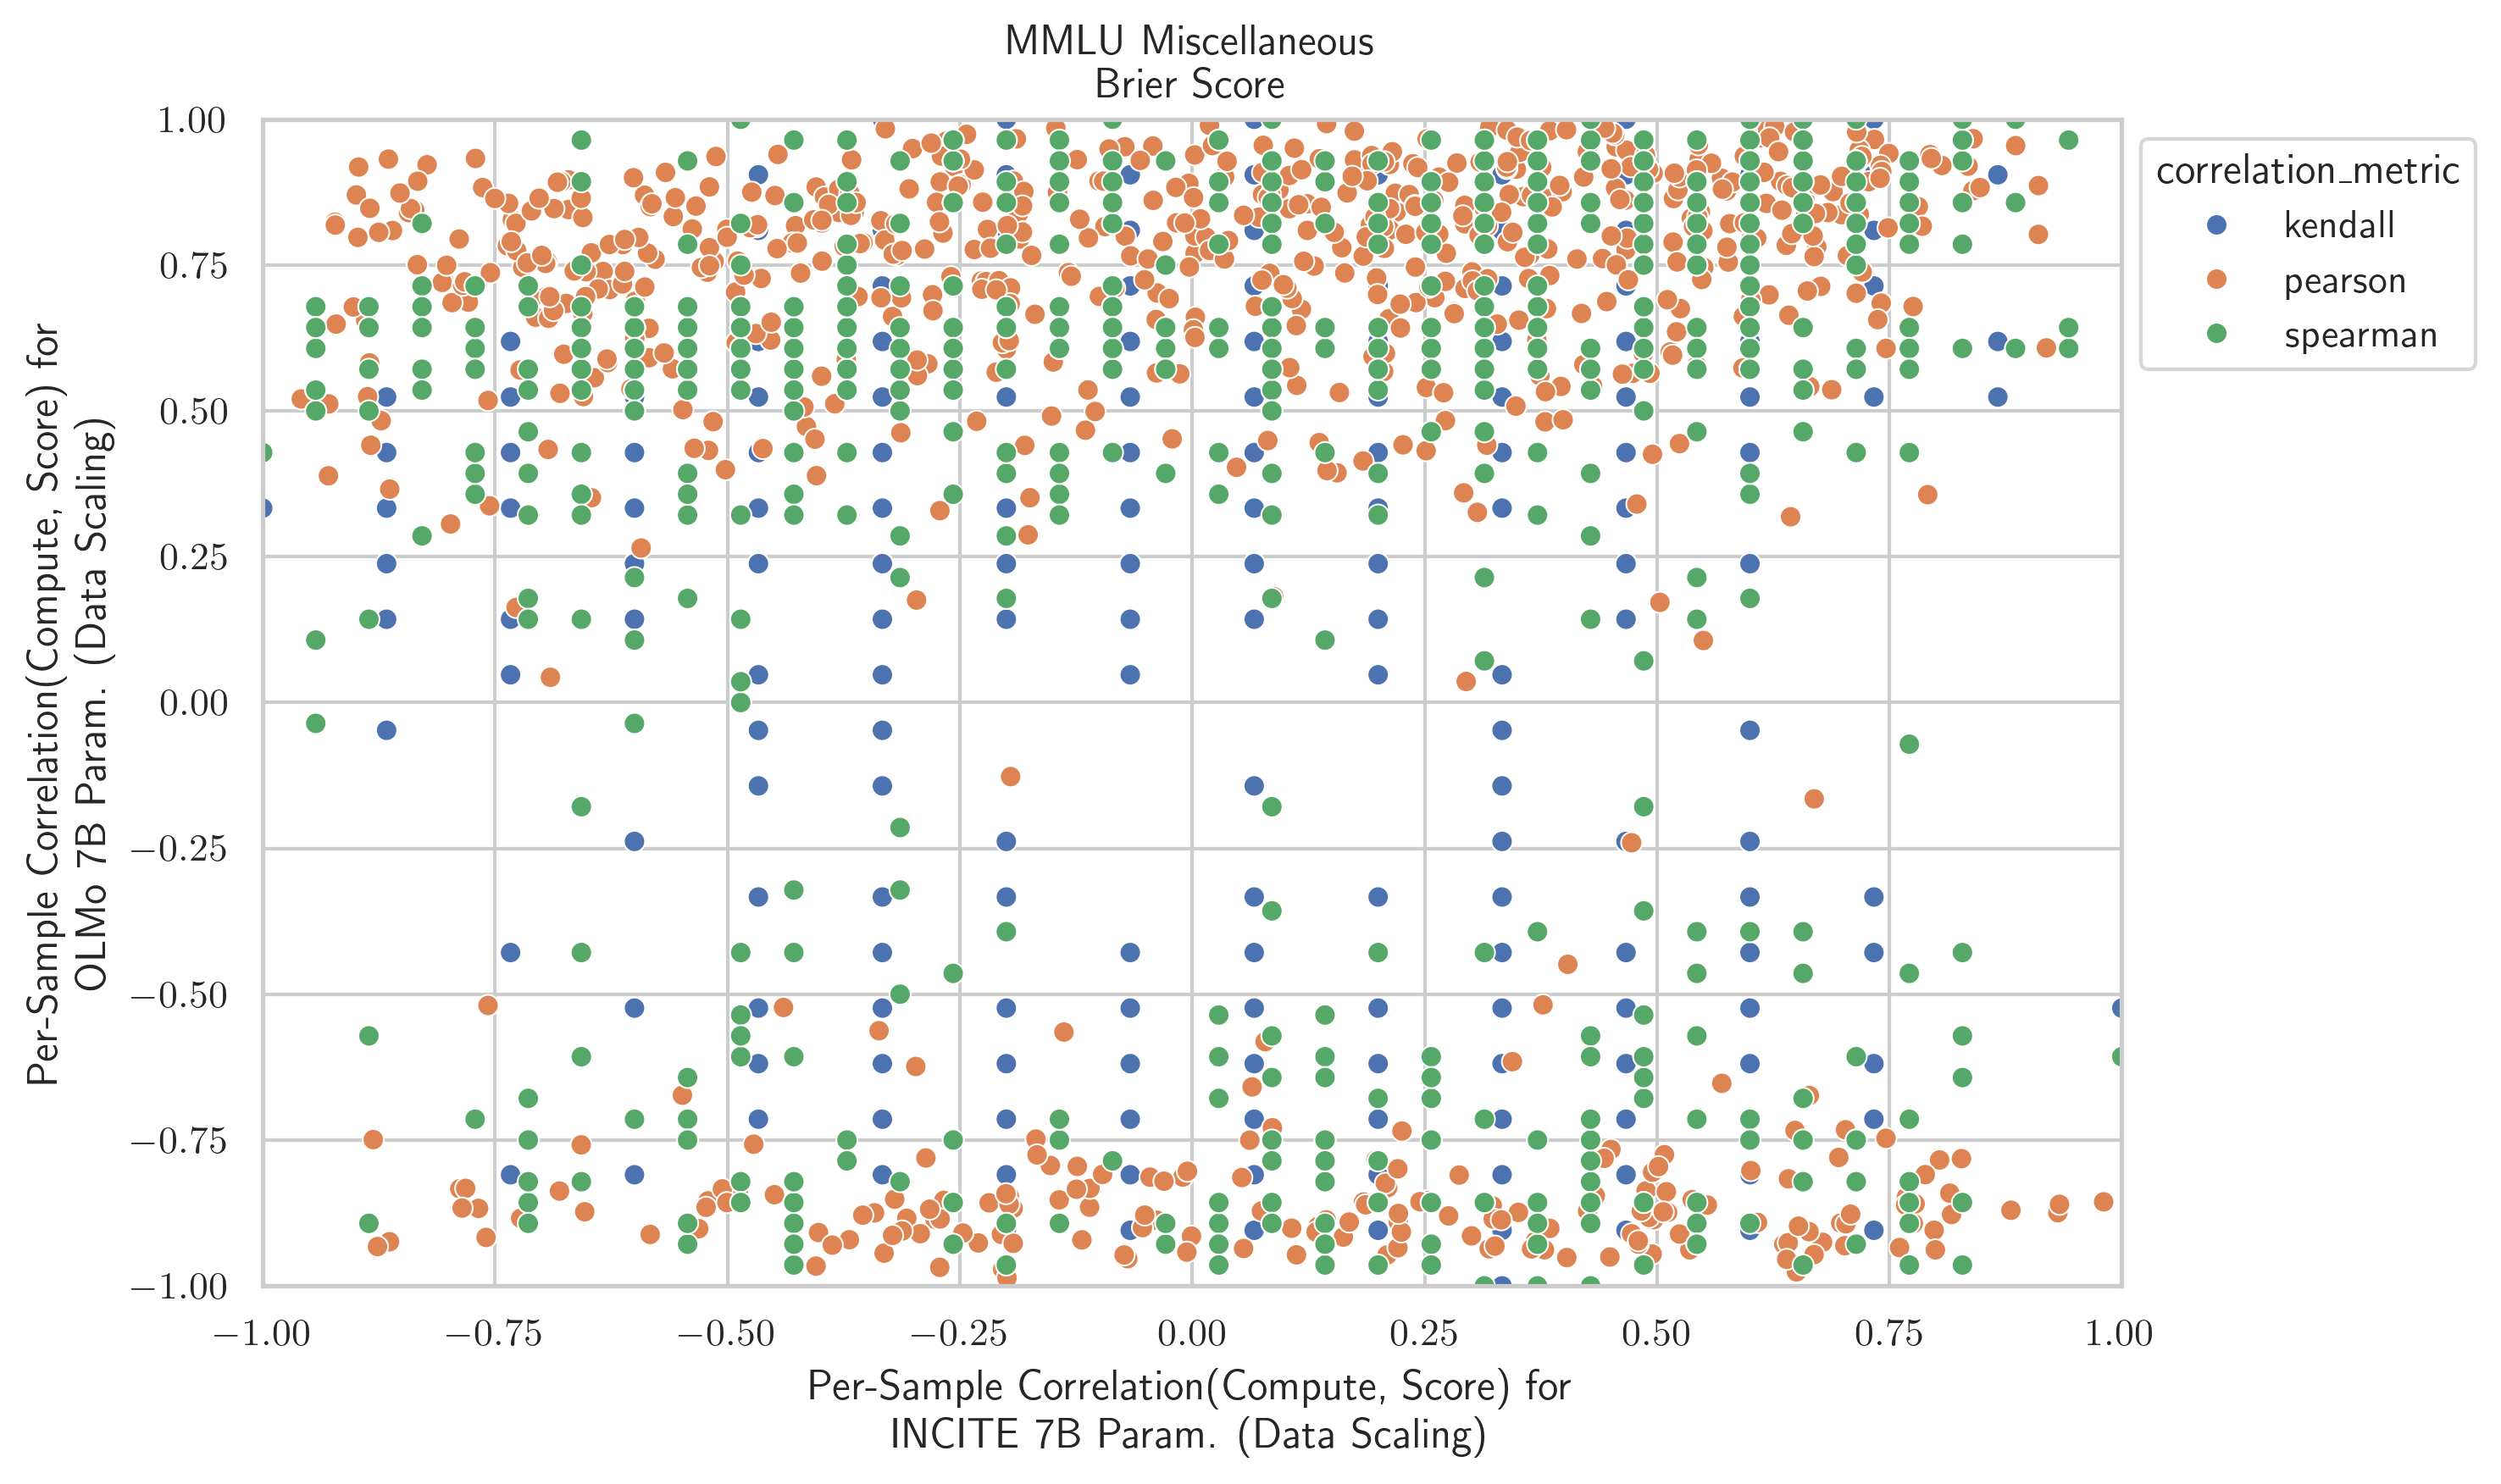 MMLU Miscellaneous
Brier Score
Per-Sample Correlation(Compute, Score) for
OLMo 7B Param. (Data Scaling)
1.00
0.75
0.50
0.25
0.00
−0.25
−0.50
−0.75
−1.00
−1.00 −0.75 −0.50 −0.25 0.00 0.25 0.50 0.75 1.00
Per-Sample Correlation(Compute, Score) for
INCITE 7B Param. (Data Scaling)
correlation_metric
kendall
pearson
spearman